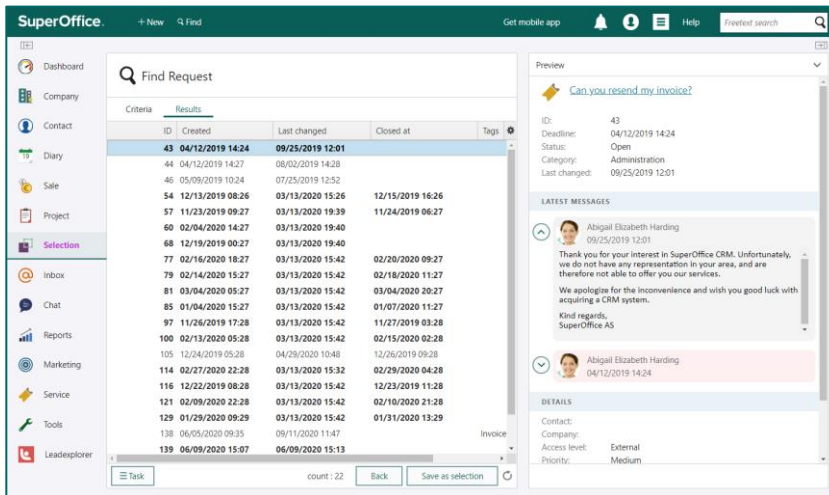 SuperOffice.
+ New
Find
Get mobile app
Help
Freetext search
Dashboard
Company
Contact
19
Diary
Sale
Project
Selection
Inbox
Chat
Reports
Marketing
Service
Tools
Leadexplorer
Find Request
Criteria Results
ID Created Last changed Closed at Tags
43 04/12/2019 14:24 09/25/2019 12:01
44 04/12/2019 14:27 08/02/2019 14:28
46 05/09/2019 10:24 07/25/2019 12:52
54 12/13/2019 08:26 03/13/2020 15:26 12/15/2019 16:26
57 11/23/2019 09:27 03/13/2020 19:39 11/24/2019 06:27
60 02/04/2020 14:27 03/13/2020 19:40
68 12/19/2019 00:27 03/13/2020 19:40
77 02/16/2020 18:27 03/13/2020 15:42 02/20/2020 09:27
79 02/14/2020 15:27 03/13/2020 15:42 02/18/2020 11:27
81 03/04/2020 05:27 03/13/2020 15:42 03/04/2020 20:27
85 01/04/2020 15:27 03/13/2020 15:42 01/07/2020 11:27
97 11/26/2019 17:28 03/13/2020 15:42 11/27/2019 03:28
100 02/13/2020 05:28 03/13/2020 15:42 02/15/2020 02:28
105 12/24/2019 05:28 04/29/2020 10:48 12/26/2019 09:28
114 02/27/2020 22:28 03/13/2020 15:32 02/29/2020 04:28
116 12/22/2019 08:28 03/13/2020 15:42 12/23/2019 11:28
121 02/09/2020 22:28 03/13/2020 15:42 02/10/2020 21:28
129 01/29/2020 09:29 03/13/2020 15:42 01/31/2020 13:29
138 06/05/2020 09:35 09/11/2020 11:47 Invoice
139 06/09/2020 15:07 06/09/2020 15:13
Task
count : 22
Back
Save as selection
Preview
Can you resend my invoice?
ID: 43
Deadline: 04/12/2019 14:24
Status: Open
Category: Administration
Last changed: 09/25/2019 12:01
LATEST MESSAGES
Abigail Elizabeth Harding
09/25/2019 12:01
Thank you for your interest in SuperOffice CRM. Unfortunately,
we do not have any representation in your area, and are
therefore not able to offer you our services.
We apologize for the inconvenience and wish you good luck with
acquiring a CRM system.
Kind regards,
SuperOffice AS
Abigail Elizabeth Harding
04/12/2019 14:24
DETAILS
Contact:
Company:
Access level: External
Priority: Medium